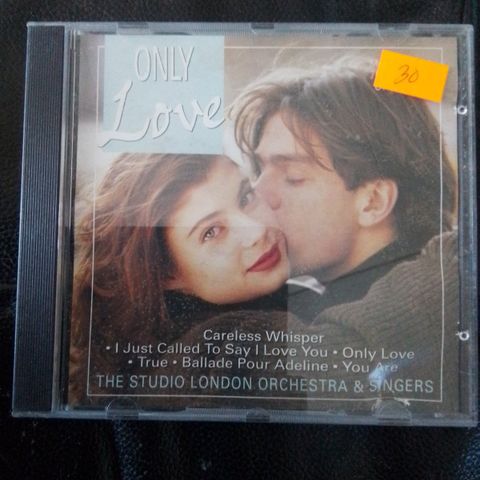 ONLY
Love
30
Careless Whisper
• I Just Called To Say I Love You • Only Love
• True • Ballade Pour Adeline • You Are
THE STUDIO LONDON ORCHESTRA & SINGERS